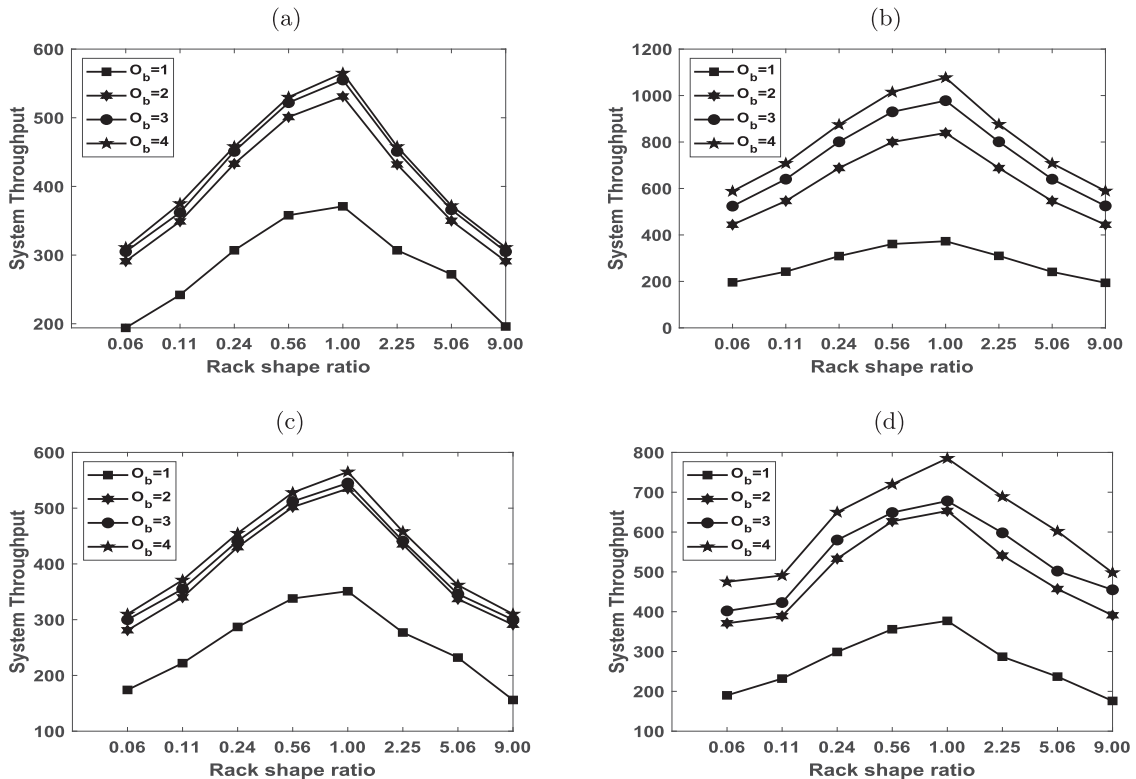 (a)
600
500
400
300
200
System Throughput
O_b=1
O_b=2
O_b=3
O_b=4
0.06 0.11 0.24 0.56 1.00 2.25 5.06 9.00
Rack shape ratio
(b)
1200
1000
800
600
400
200
0
System Throughput
O_b=1
O_b=2
O_b=3
O_b=4
0.06 0.11 0.24 0.56 1.00 2.25 5.06 9.00
Rack shape ratio
(c)
600
500
400
300
200
100
System Throughput
O_b=1
O_b=2
O_b=3
O_b=4
0.06 0.11 0.24 0.56 1.00 2.25 5.06 9.00
Rack shape ratio
(d)
800
700
600
500
400
300
200
100
System Throughput
O_b=1
O_b=2
O_b=3
O_b=4
0.06 0.11 0.24 0.56 1.00 2.25 5.06 9.00
Rack shape ratio